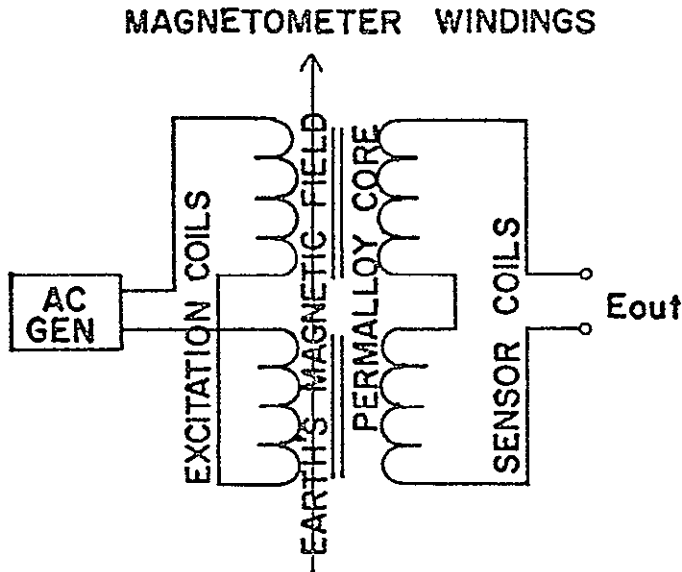 MAGNETOMETER WINDINGS
EXCITATION COILS
EARTH'S MAGNETIC FIELD
PERMALLOY CORE
SENSOR COILS
AC
GEN
Eout